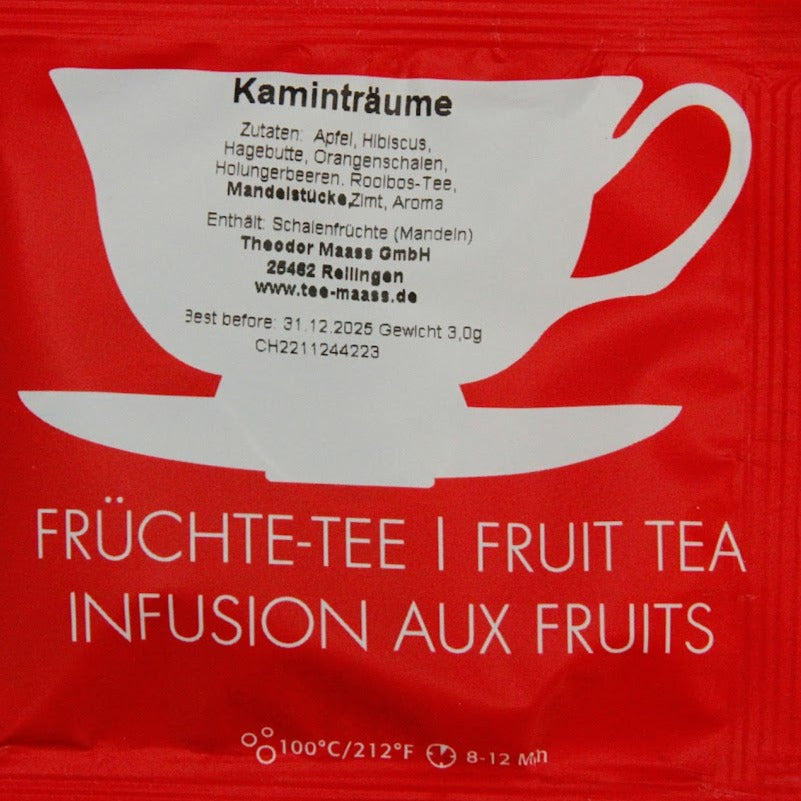 Kaminträume
Zutaten: Apfel, Hibiscus,
Hagebutte, Orangenschalen,
Holungerbeeren. Rooibos-Tee,
Mandelstücke,Zimt, Aroma
Enthält: Schalenfrüchte (Mandeln)
Theodor Maass GmbH
25462 Rellingen
www.tee-maass.de
Best before: 31.12.2025 Gewicht 3,0g
CH2211244223
FRÜCHTE-TEE | FRUIT TEA
INFUSION AUX FRUITS
100°C/212°F 8-12 Min